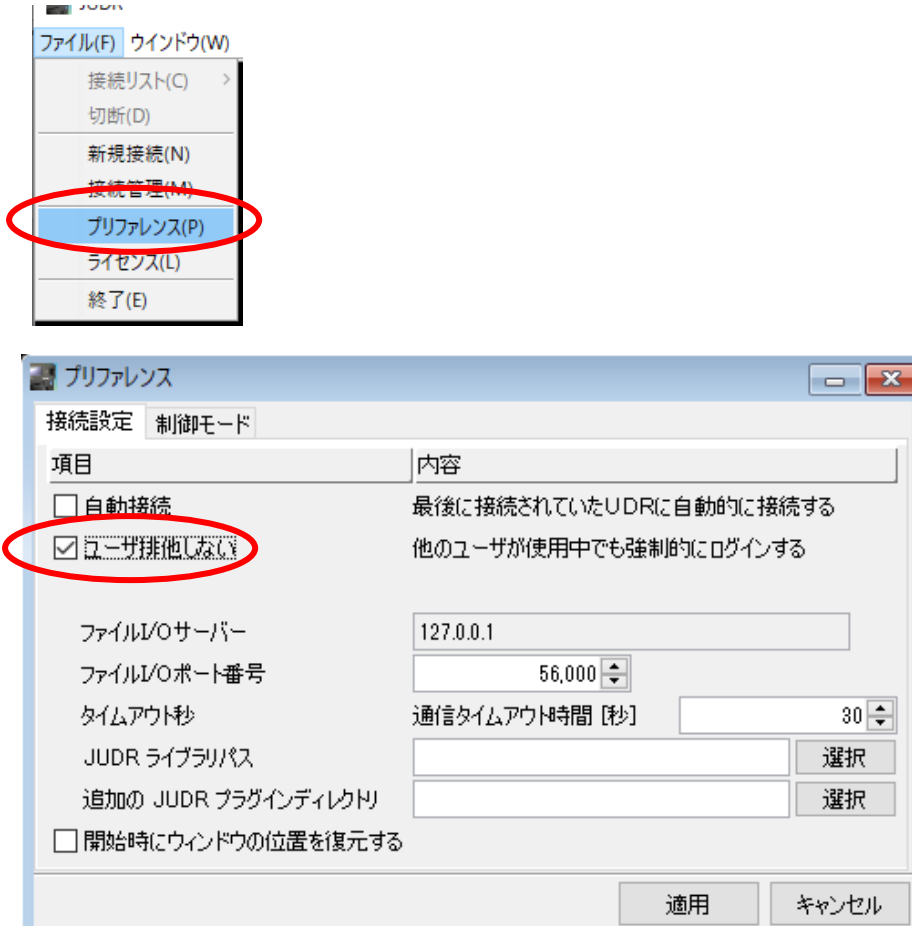 JUDR
ファイル(F) ウインドウ(W)
接続リスト(C) >
切断(D)
新規接続(N)
接続管理(M)
プリファレンス(P)
ライセンス(L)
終了(E)
プリファレンス
接続設定 制御モード
項目 内容
自動接続 最後に接続されていたUDRに自動的に接続する
ユーザ排他しない 他のユーザが使用中でも強制的にログインする
ファイルI/Oサーバー 127.0.0.1
ファイルI/Oポート番号 56,000
タイムアウト秒 通信タイムアウト時間 [秒] 30
JUDR ライブラリパス 選択
追加の JUDR プラグインディレクトリ 選択
開始時にウィンドウの位置を復元する
適用 キャンセル